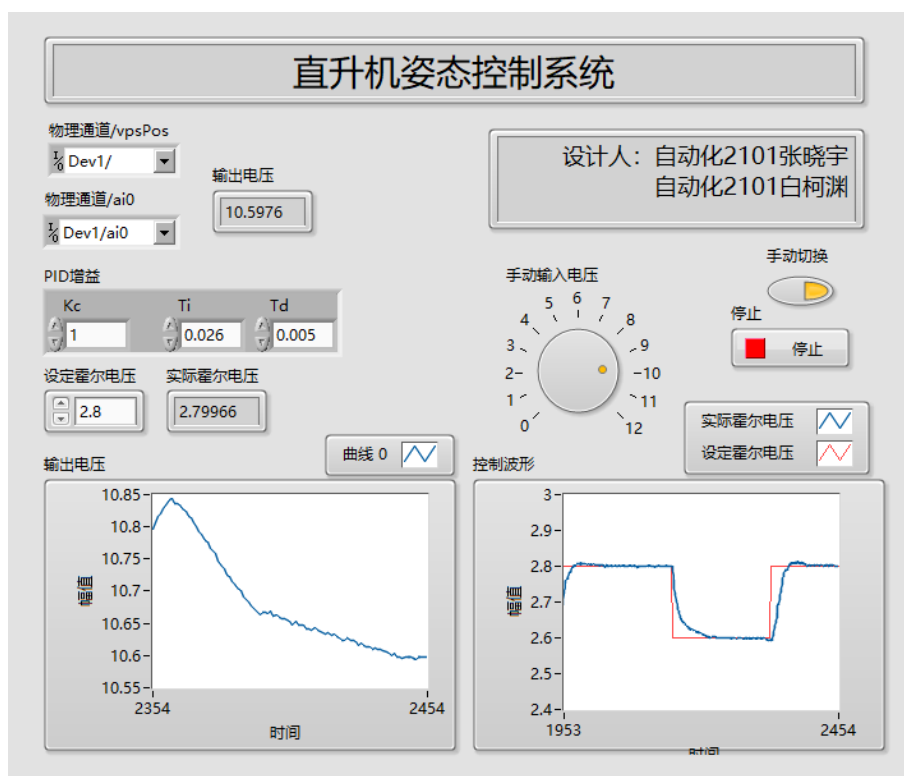 直升机姿态控制系统
物理通道/vpsPos
Dev1/
物理通道/ai0
Dev1/ai0
输出电压
10.5976
设计人：自动化2101张晓宇
自动化2101白柯渊
PID增益
Kc Ti Td
1 0.026 0.005
设定霍尔电压 实际霍尔电压
2.8 2.79966
手动输入电压
0 1 2 3 4 5 6 7 8 9 10 11 12
手动切换
停止
停止
实际霍尔电压
设定霍尔电压
输出电压
曲线 0
幅值
10.85
10.8
10.75
10.7
10.65
10.6
10.55
2354 2454
时间
控制波形
幅值
3
2.9
2.8
2.7
2.6
2.5
2.4
1953 2454
时间